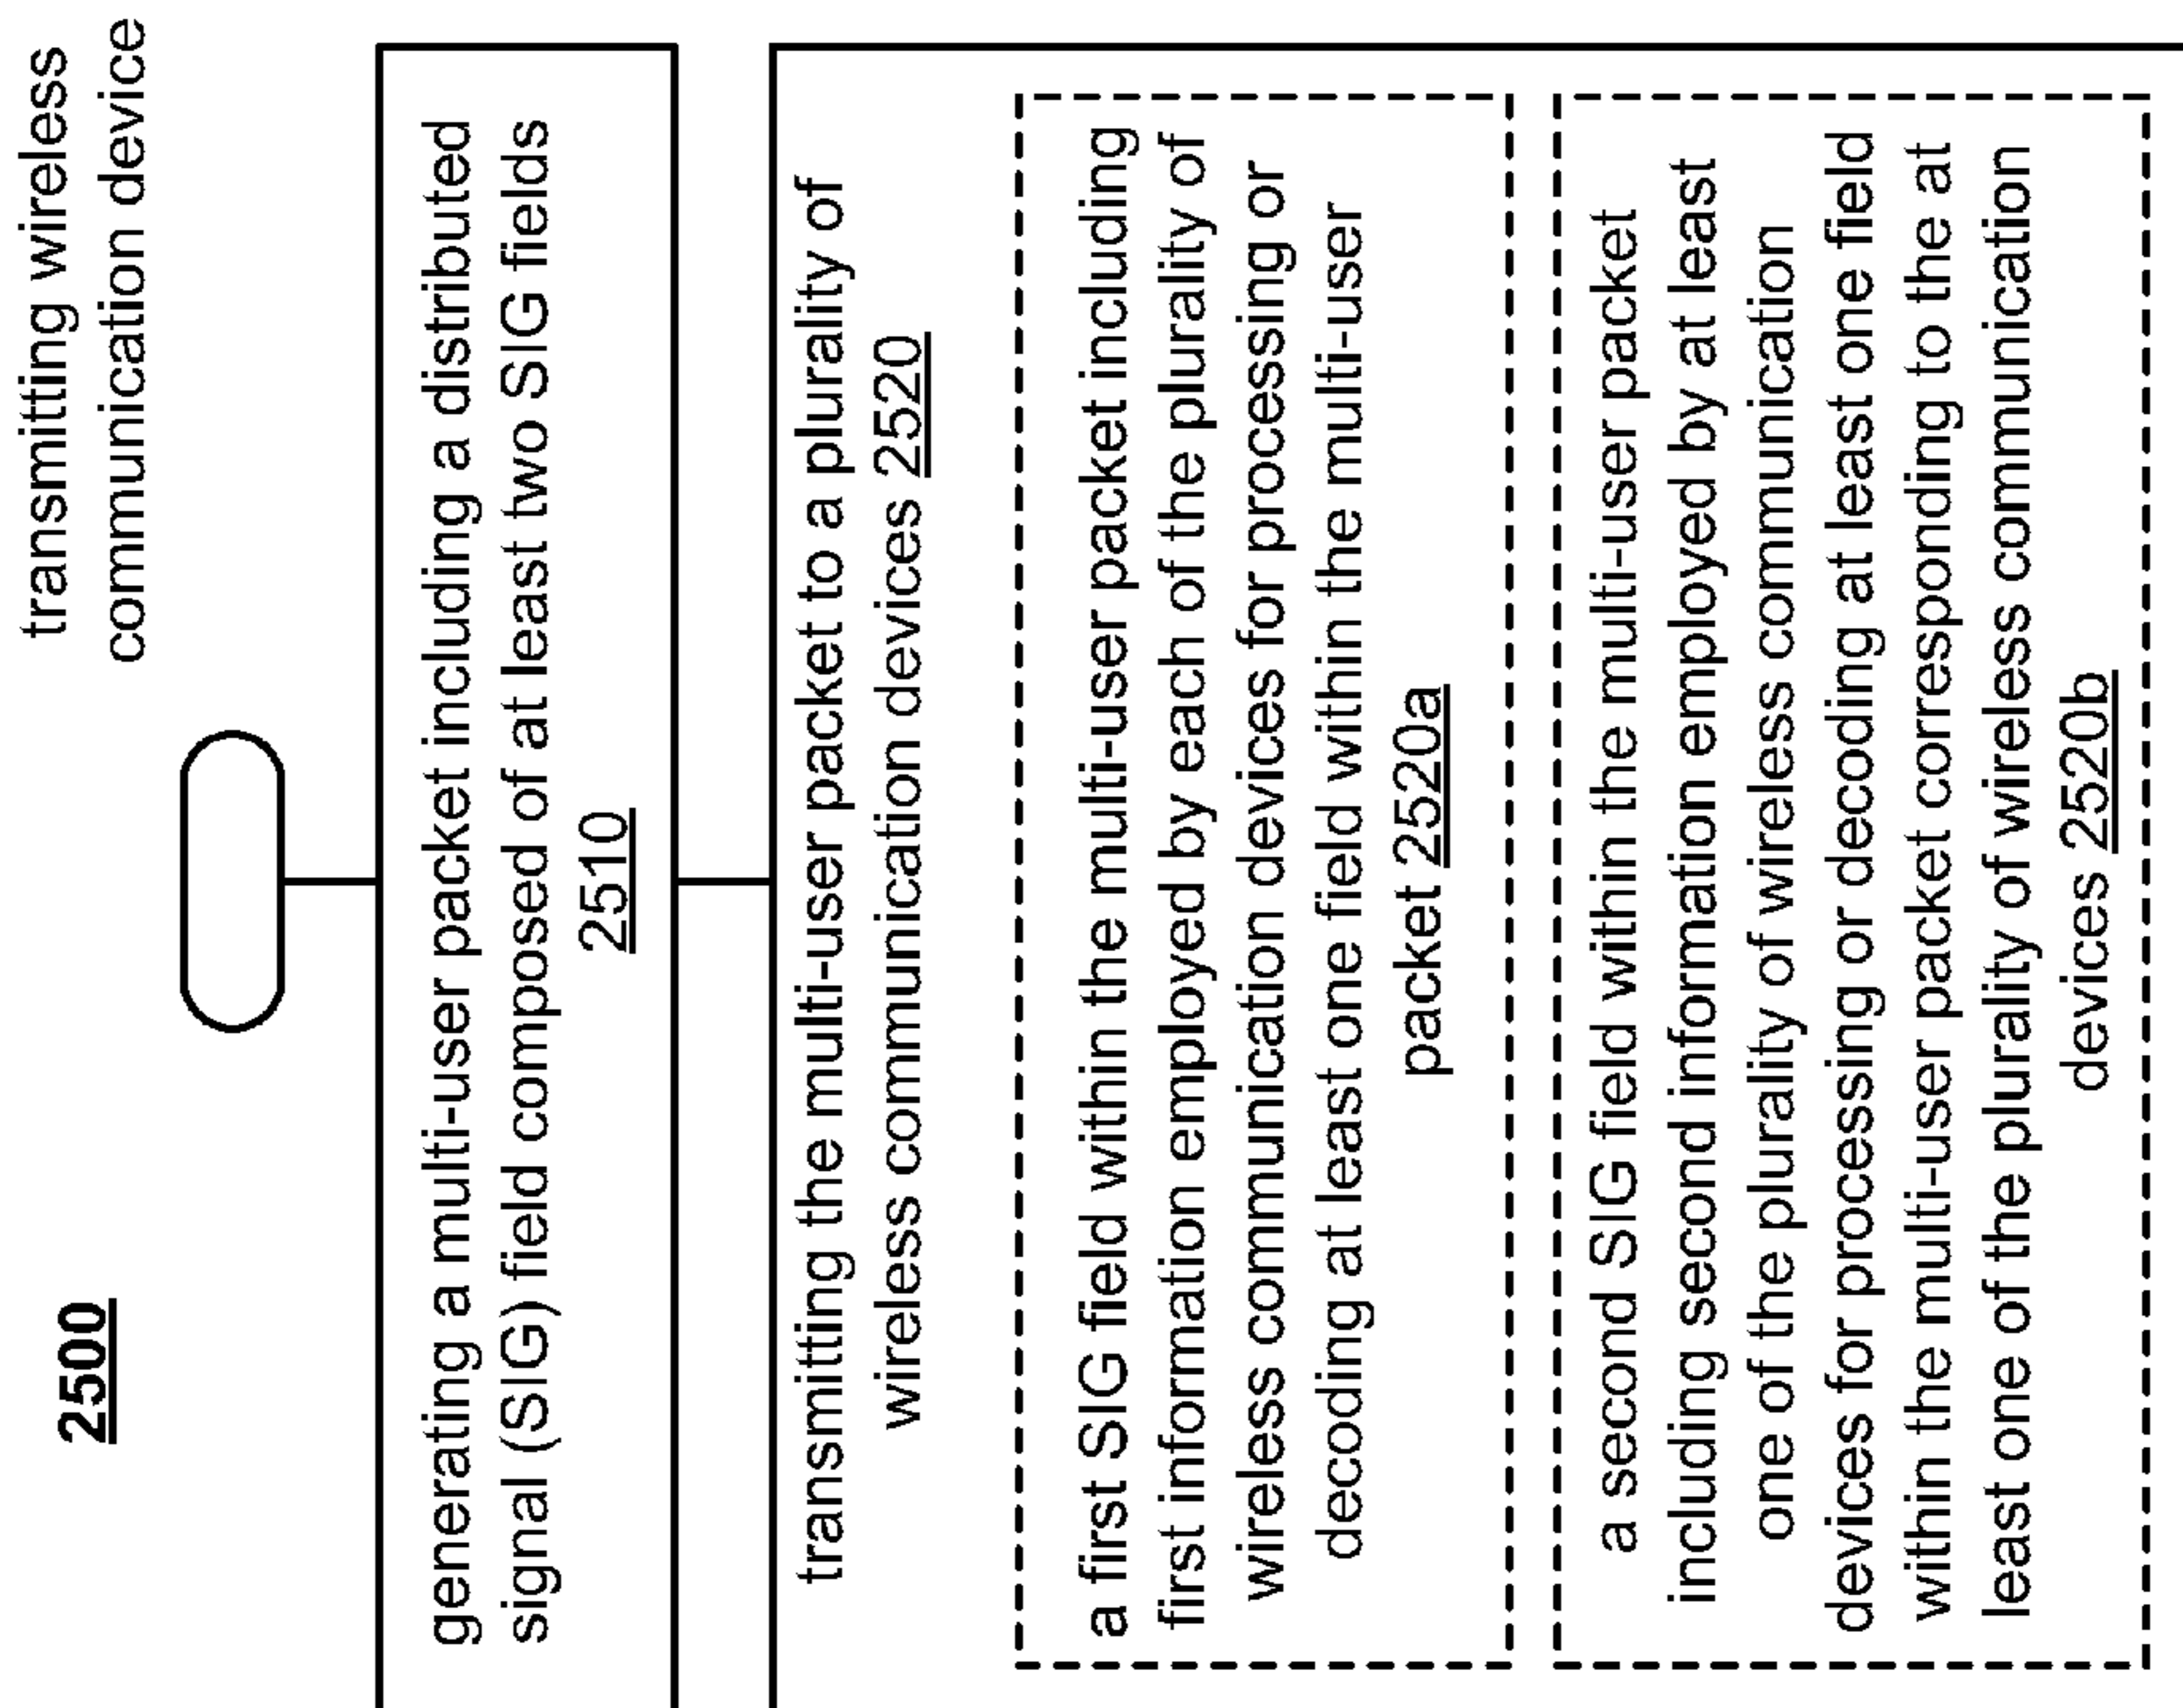 2500
transmitting wireless
communication device
generating a multi-user packet including a distributed
signal (SIG) field composed of at least two SIG fields
2510
transmitting the multi-user packet to a plurality of
wireless communication devices 2520
a first SIG field within the multi-user packet including
first information employed by each of the plurality of
wireless communication devices for processing or
decoding at least one field within the multi-user
packet 2520a
a second SIG field within the multi-user packet
including second information employed by at least
one of the plurality of wireless communication
devices for processing or decoding at least one field
within the multi-user packet corresponding to the at
least one of the plurality of wireless communication
devices 2520b